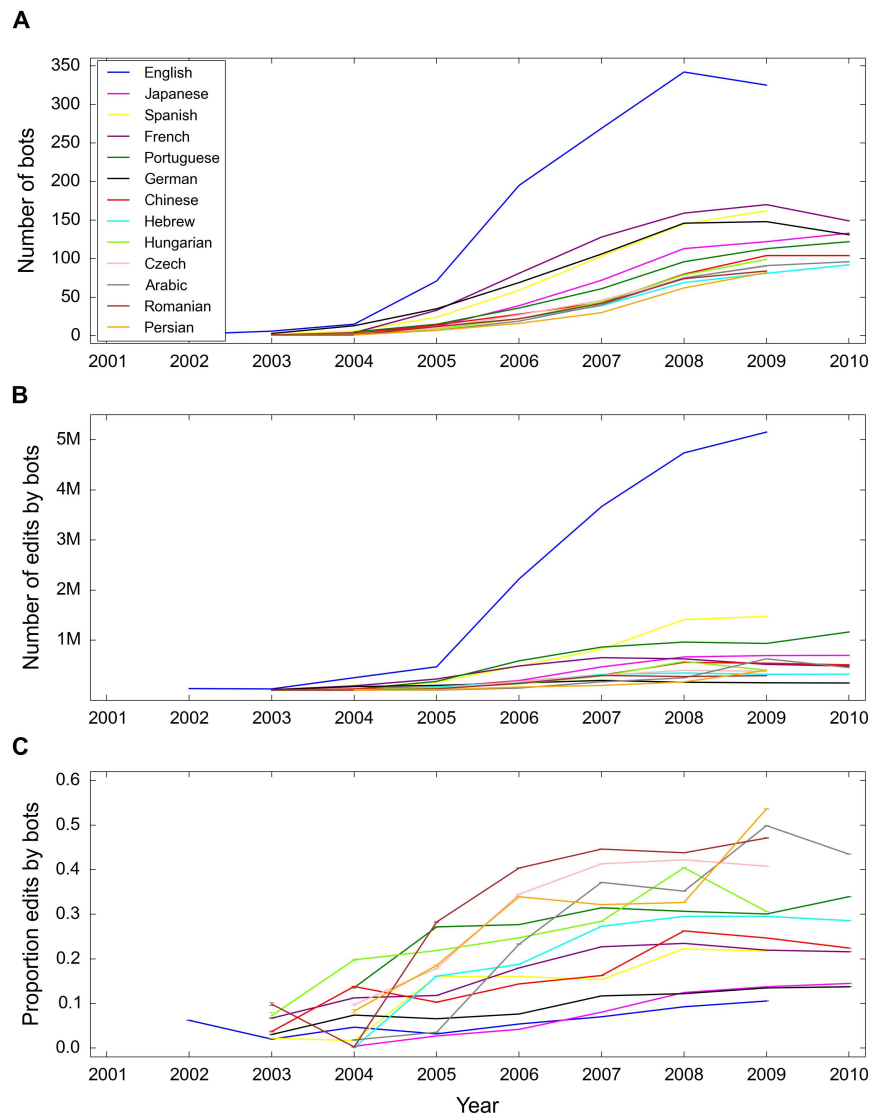 A
Number of bots
350
300
250
200
150
100
50
0
English
Japanese
Spanish
French
Portuguese
German
Chinese
Hebrew
Hungarian
Czech
Arabic
Romanian
Persian
2001 2002 2003 2004 2005 2006 2007 2008 2009 2010
B
Number of edits by bots
5M
4M
3M
2M
1M
2001 2002 2003 2004 2005 2006 2007 2008 2009 2010
C
Proportion edits by bots
0.6
0.5
0.4
0.3
0.2
0.1
0.0
2001 2002 2003 2004 2005 2006 2007 2008 2009 2010
Year